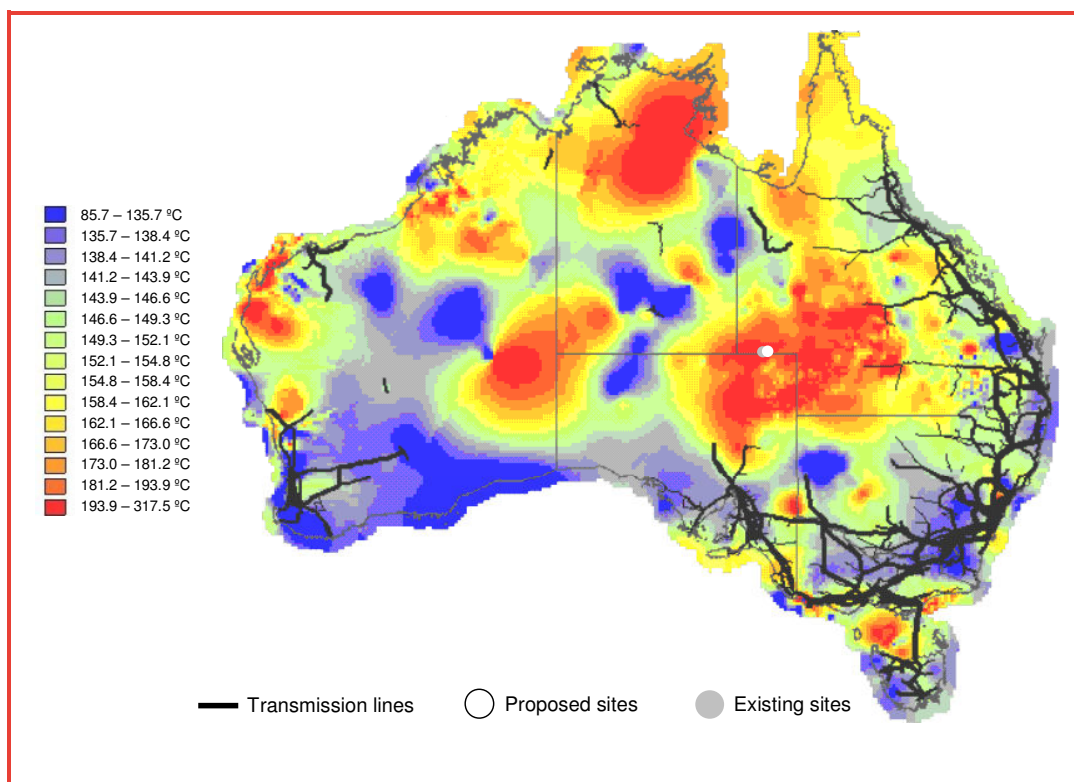 85.7 – 135.7 ºC
135.7 – 138.4 ºC
138.4 – 141.2 ºC
141.2 – 143.9 ºC
143.9 – 146.6 ºC
146.6 – 149.3 ºC
149.3 – 152.1 ºC
152.1 – 154.8 ºC
154.8 – 158.4 ºC
158.4 – 162.1 ºC
162.1 – 166.6 ºC
166.6 – 173.0 ºC
173.0 – 181.2 ºC
181.2 – 193.9 ºC
193.9 – 317.5 ºC
Transmission lines
Proposed sites
Existing sites